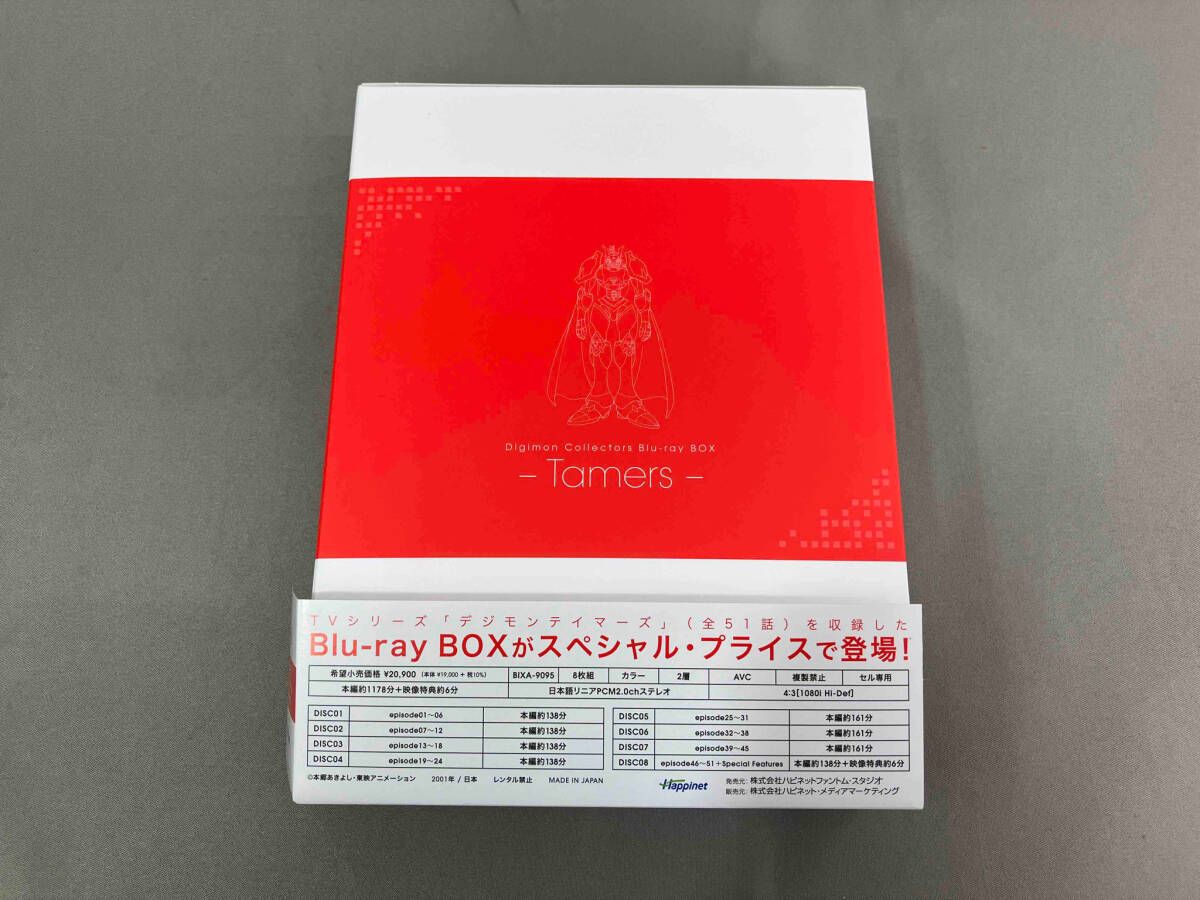 Digimon Collectors Blu-ray BOX
– Tamers –
TVシリーズ「デジモンテイマーズ」(全51話)を収録した
Blu-ray BOXがスペシャル・プライスで登場!
希望小売価格 ¥20,900 (本体 ¥19,000 + 税10%) BIXA-9095 8枚組 カラー 2層 AVC 複製禁止 セル専用
本編約1178分+映像特典約6分 日本語リニアPCM2.0chステレオ 4:3[1080i Hi-Def]
DISC01 episode01~06 本編約138分
DISC02 episode07~12 本編約138分
DISC03 episode13~18 本編約138分
DISC04 episode19~24 本編約138分
DISC05 episode25~31 本編約161分
DISC06 episode32~38 本編約161分
DISC07 episode39~45 本編約161分
DISC08 episode46~51+Special Features 本編約138分+映像特典約6分
©本郷あきよし・東映アニメーション 2001年 / 日本 レンタル禁止 MADE IN JAPAN
Happinet
発売元: 株式会社ハピネットファントム・スタジオ
販売元: 株式会社ハピネット・メディアマーケティング